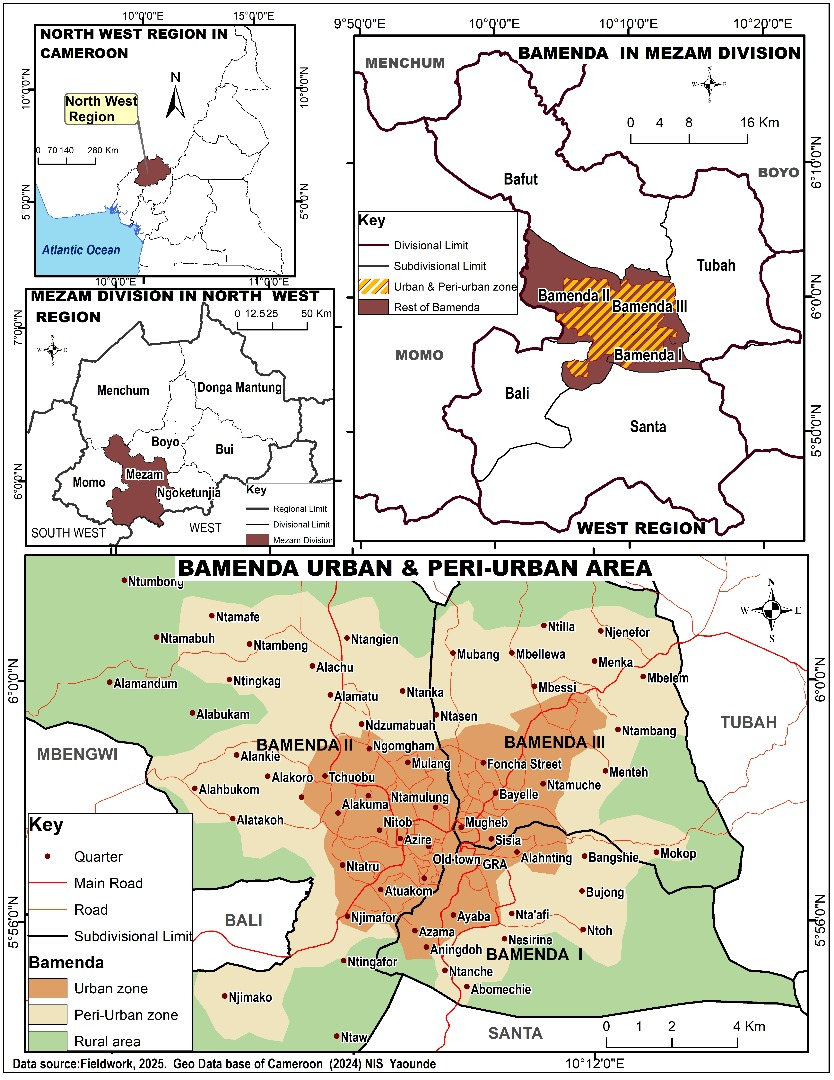 10°0'0"E 15°0'0"E
NORTH WEST REGION IN
CAMEROON
N
North West
Region
0 70 140 280 Km
10°0'0"N
10°0'0"N
5°0'0"N
5°0'0"N
Atlantic Ocean
10°0'0"E 11°0'0"E
MEZAM DIVISION IN NORTH WEST
REGION
0 12.5 25 50 Km
7°0'0"N
6°0'0"N
Menchum
Donga Mantung
Boyo
Bui
Momo
Mezam
Ngoketunjia
SOUTH WEST
WEST
Key
Regional Limit
Divisional Limit
Mezam Division
9°50'0"E 10°0'0"E 10°10'0"E 10°20'0"E
BAMENDA IN MEZAM DIVISION
MENCHUM
N
W E
S
0 4 8 16 Km
6°10'0"N
BOYO
Bafut
Key
Divisional Limit
Subdivisional Limit
Urban & Peri-urban zone
Rest of Bamenda
Tubah
Bamenda II
Bamenda III
6°0'0"N
MOMO
Bamenda I
Bali
Santa
5°50'0"N
WEST REGION
BAMENDA URBAN & PERI-URBAN AREA
N
W E
S
Ntumbong
Ntamafe
Ntilla
Njenefor
Ntamabuh
Ntambeng
Ntangien
Mubang
Mbellewa
Menka
Alachu
Mbelem
6°0'0"N
6°0'0"N
Alamandum
Ntingkag
Alamatu
Ntanka
Mbessi
Alabukam
Ndzumabuah
Ntasen
Ntambang
TUBAH
MBENGWI
BAMENDA II
Ngomgham
BAMENDA III
Alankie
Mulang
Foncha Street
Alakoro
Tchuobu
Menteh
Alahbukom
Ntamulung
Bayelle
Ntamuche
Alakuma
Alatakoh
Nitob
Mugheb
Azire
Sisia
Old town
GRA
Alahnting
Bangshie
Mokop
Ntatru
Atuakom
Bujong
BALI
5°56'0"N
5°56'0"N
Njimafor
Ayaba
Nta'afi
Azama
Ntoh
Aningdoh
Nesirine
BAMENDA I
Ntingafor
Ntanche
Abomechie
Njimako
Ntaw
SANTA
0 1 2 4 Km
Key
Quarter
Main Road
Road
Subdivisional Limit
Bamenda
Urban zone
Peri-Urban zone
Rural area
Data source:Fieldwork, 2025. Geo Data base of Cameroon (2024) NIS Yaounde
10°12'0"E